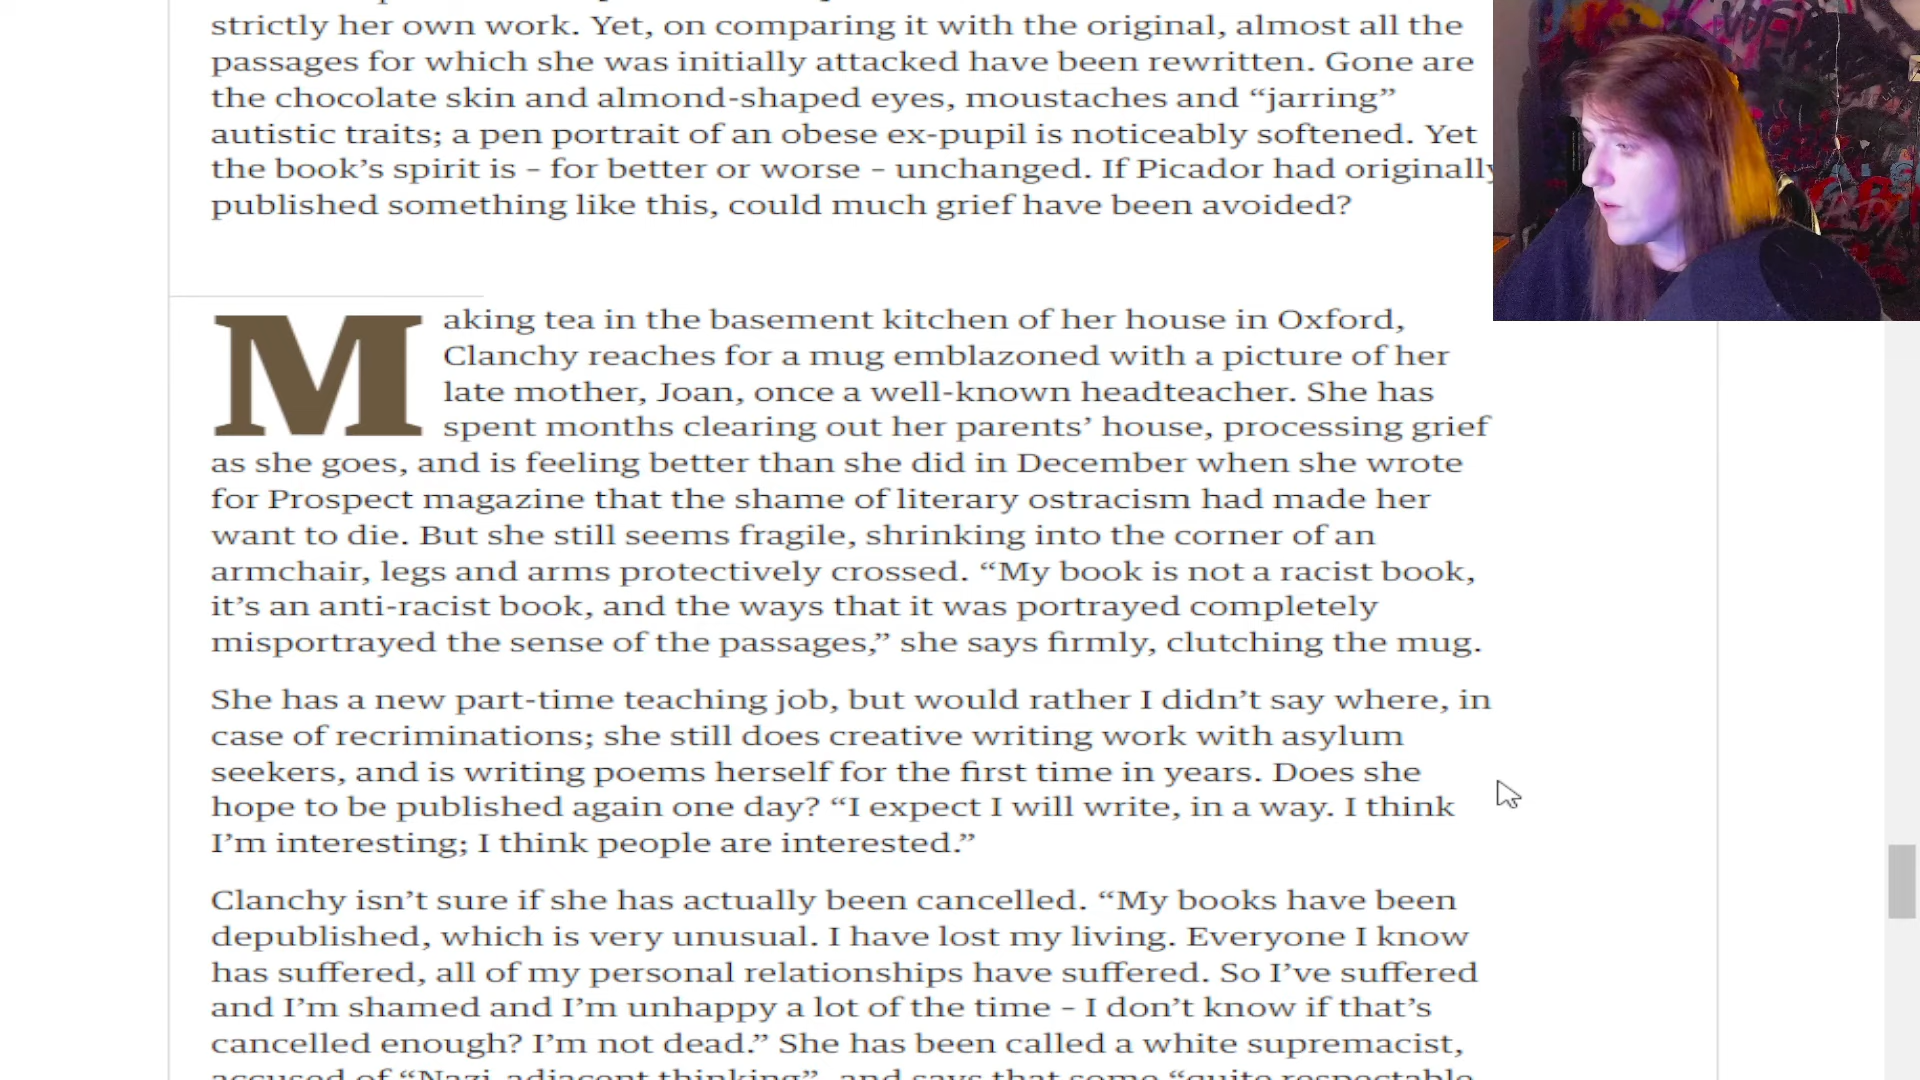 strictly her own work. Yet, on comparing it with the original, almost all the
passages for which she was initially attacked have been rewritten. Gone are
the chocolate skin and almond-shaped eyes, moustaches and “jarring”
autistic traits; a pen portrait of an obese ex-pupil is noticeably softened. Yet
the book’s spirit is – for better or worse – unchanged. If Picador had originally
published something like this, could much grief have been avoided?
Making tea in the basement kitchen of her house in Oxford,
Clanchy reaches for a mug emblazoned with a picture of her
late mother, Joan, once a well-known headteacher. She has
spent months clearing out her parents’ house, processing grief
as she goes, and is feeling better than she did in December when she wrote
for Prospect magazine that the shame of literary ostracism had made her
want to die. But she still seems fragile, shrinking into the corner of an
armchair, legs and arms protectively crossed. “My book is not a racist book,
it’s an anti-racist book, and the ways that it was portrayed completely
misportrayed the sense of the passages,” she says firmly, clutching the mug.
She has a new part-time teaching job, but would rather I didn’t say where, in
case of recriminations; she still does creative writing work with asylum
seekers, and is writing poems herself for the first time in years. Does she
hope to be published again one day? “I expect I will write, in a way. I think
I’m interesting; I think people are interested.”
Clanchy isn’t sure if she has actually been cancelled. “My books have been
depublished, which is very unusual. I have lost my living. Everyone I know
has suffered, all of my personal relationships have suffered. So I’ve suffered
and I’m shamed and I’m unhappy a lot of the time – I don’t know if that’s
cancelled enough? I’m not dead.” She has been called a white supremacist,
accused of “Nazi-adjacent thinking”, and says that some “quite respectable